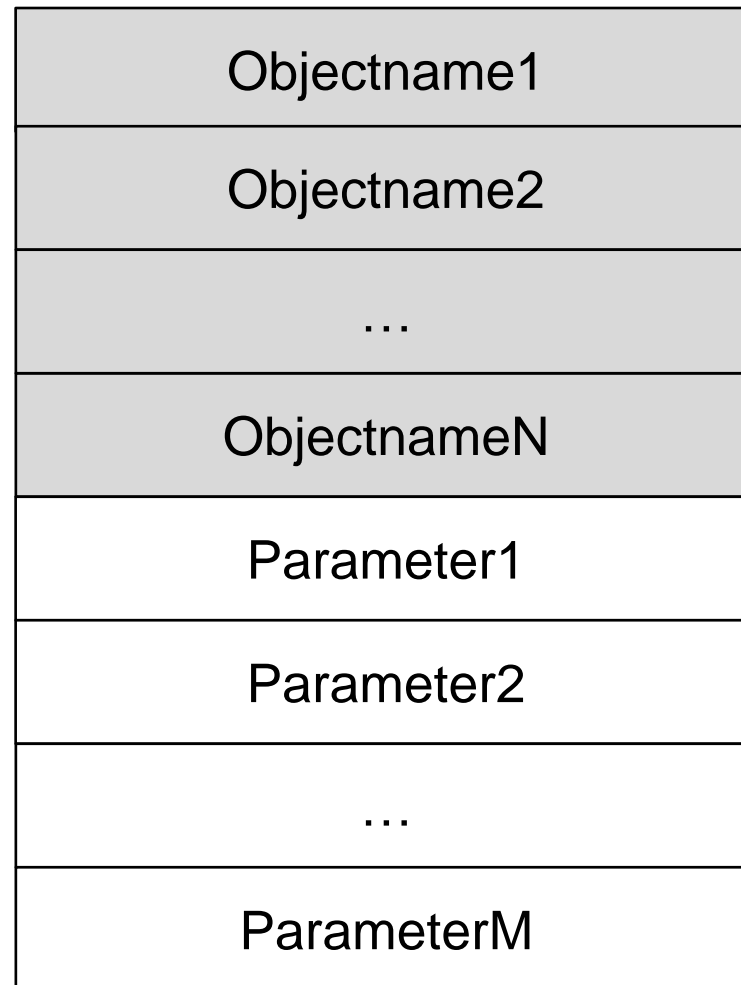 Objectname1
Objectname2
…
ObjectnameN
Parameter1
Parameter2
…
ParameterM